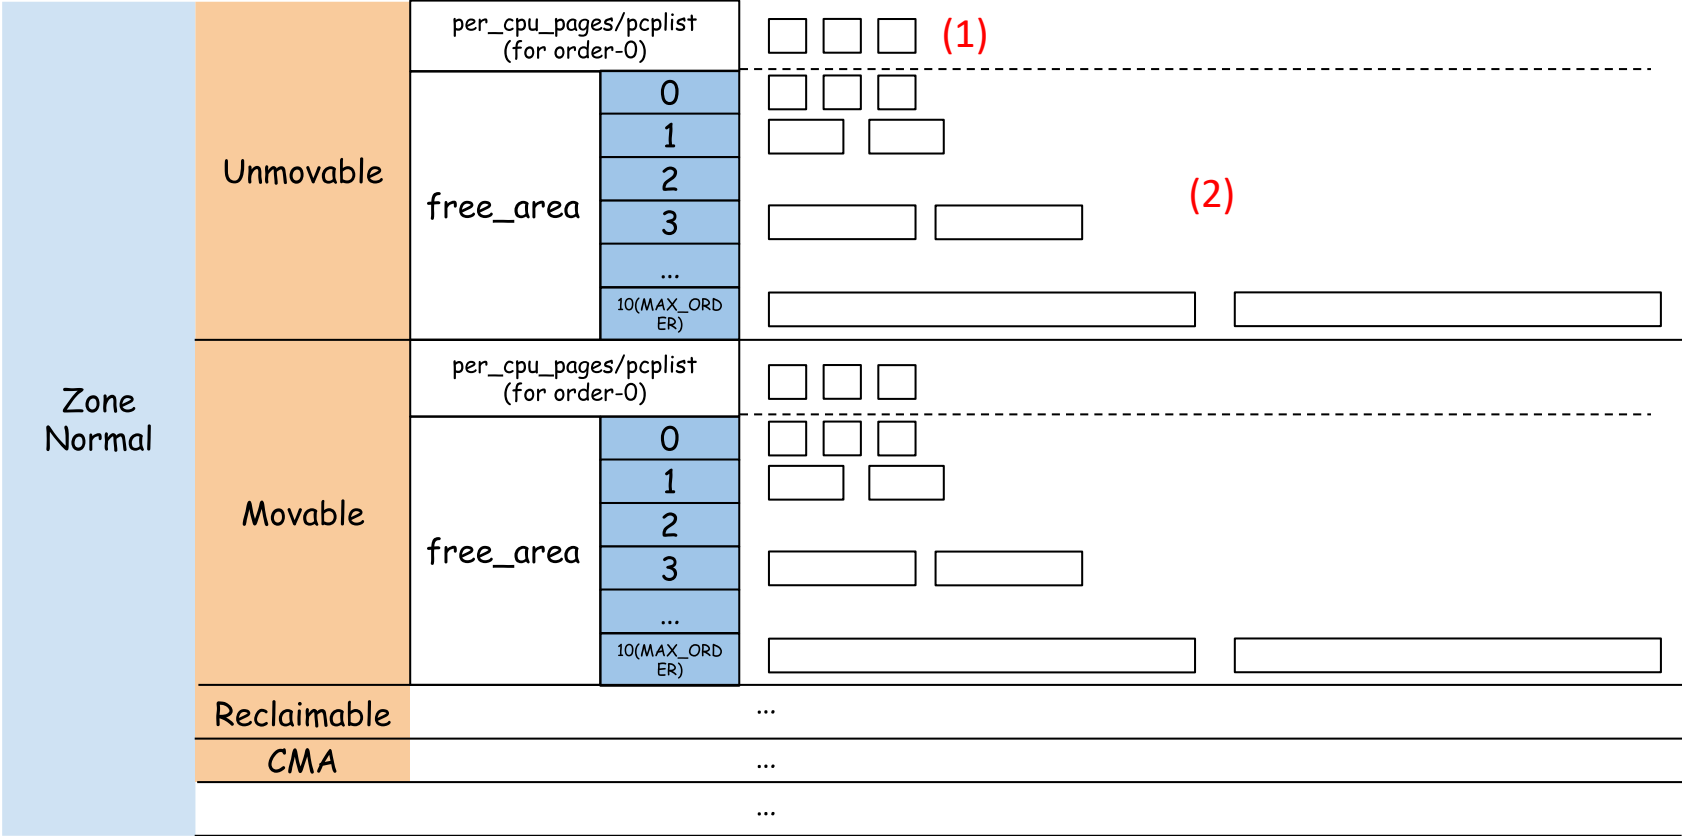 Zone
Normal
Unmovable
per_cpu_pages/pcplist
(for order-0)
(1)
free_area
0
1
2
3
...
10(MAX_ORD
ER)
(2)
Movable
per_cpu_pages/pcplist
(for order-0)
free_area
0
1
2
3
...
10(MAX_ORD
ER)
Reclaimable
...
CMA
...
...